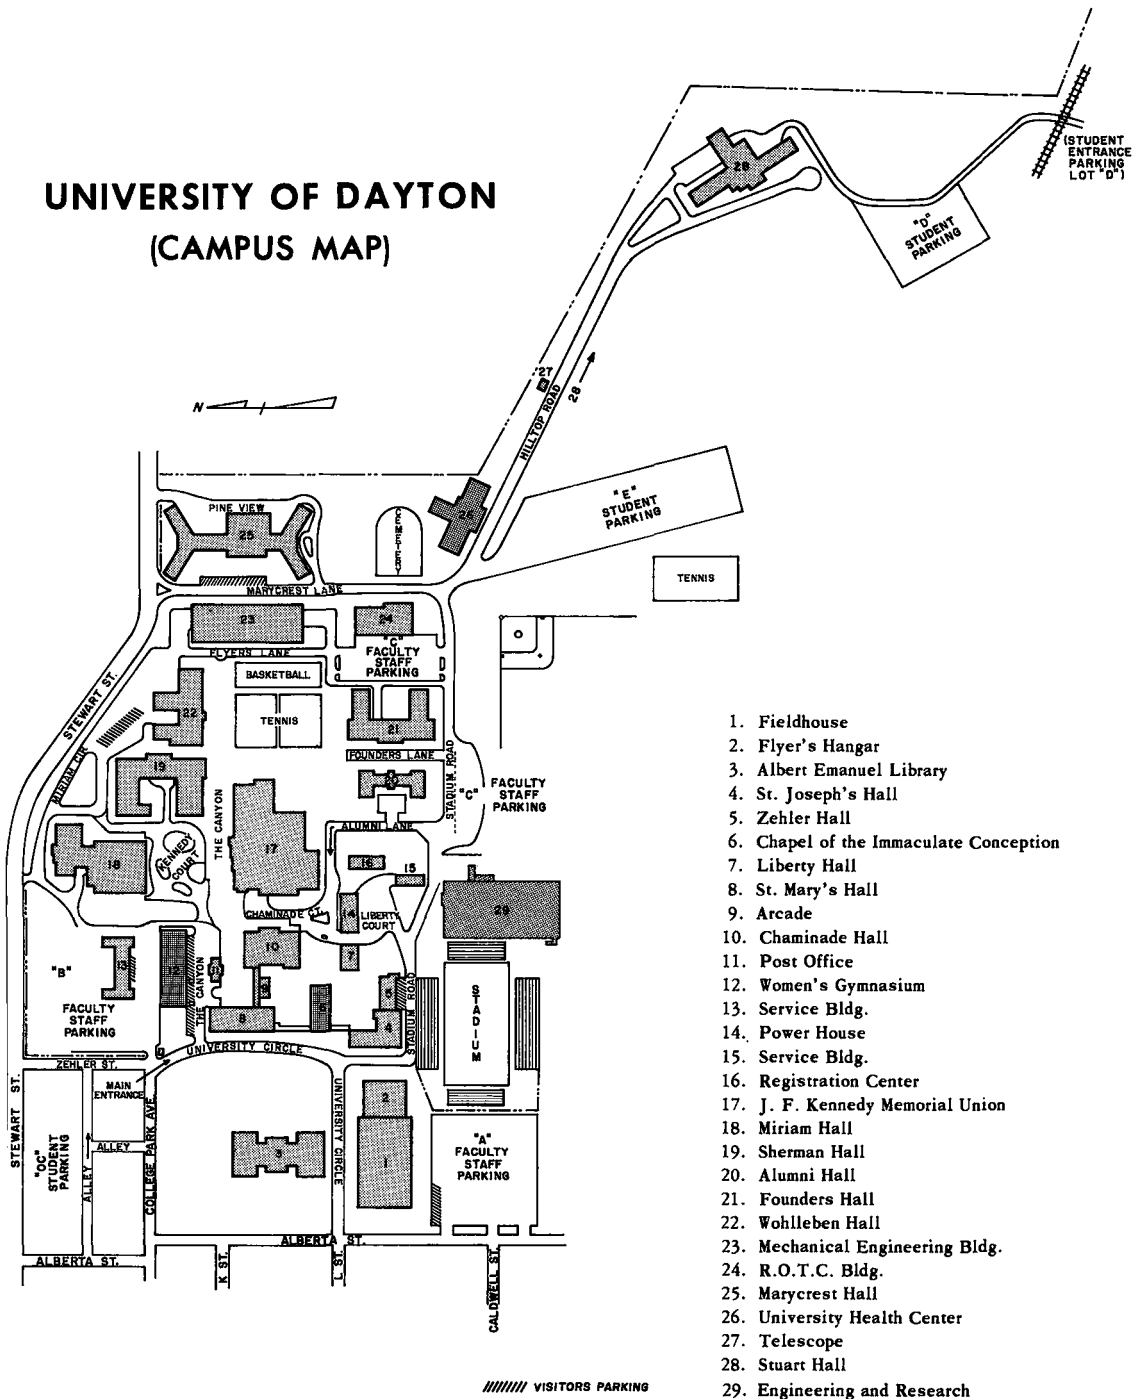 UNIVERSITY OF DAYTON
(CAMPUS MAP)
(STUDENT
ENTRANCE
PARKING
LOT "D")
28
"D"
STUDENT
PARKING
27
28
HILLTOP ROAD
N
"E"
STUDENT
PARKING
PINE VIEW
25
CEMETERY
26
TENNIS
MARYCREST LANE
23
24
"C"
FACULTY
STAFF
PARKING
FLYERS LANE
BASKETBALL
STEWART ST.
22
TENNIS
21
FOUNDERS LANE
STADIUM ROAD
MIRIAM CIR.
19
20
"C"
FACULTY
STAFF
PARKING
THE CANYON
ALUMNI LANE
KENNEDY
COURT
17
18
16
15
CHAMINADE CT.
14
LIBERTY
COURT
29
10
7
"B"
FACULTY
STAFF
PARKING
13
12
THE CANYON
11
9
6
5
STADIUM ROAD
STADIUM
8
4
UNIVERSITY CIRCLE
ZEHLER ST.
MAIN
ENTRANCE
STEWART ST.
"OC"
STUDENT
PARKING
ALLEY
ALLEY
COLLEGE PARK AVE.
3
UNIVERSITY CIRCLE
2
1
"A"
FACULTY
STAFF
PARKING
ALBERTA ST.
ALBERTA ST.
K ST.
L ST.
CALDWELL ST.
VISITORS PARKING
1. Fieldhouse
2. Flyer's Hangar
3. Albert Emanuel Library
4. St. Joseph's Hall
5. Zehler Hall
6. Chapel of the Immaculate Conception
7. Liberty Hall
8. St. Mary's Hall
9. Arcade
10. Chaminade Hall
11. Post Office
12. Women's Gymnasium
13. Service Bldg.
14. Power House
15. Service Bldg.
16. Registration Center
17. J. F. Kennedy Memorial Union
18. Miriam Hall
19. Sherman Hall
20. Alumni Hall
21. Founders Hall
22. Wohlleben Hall
23. Mechanical Engineering Bldg.
24. R.O.T.C. Bldg.
25. Marycrest Hall
26. University Health Center
27. Telescope
28. Stuart Hall
29. Engineering and Research